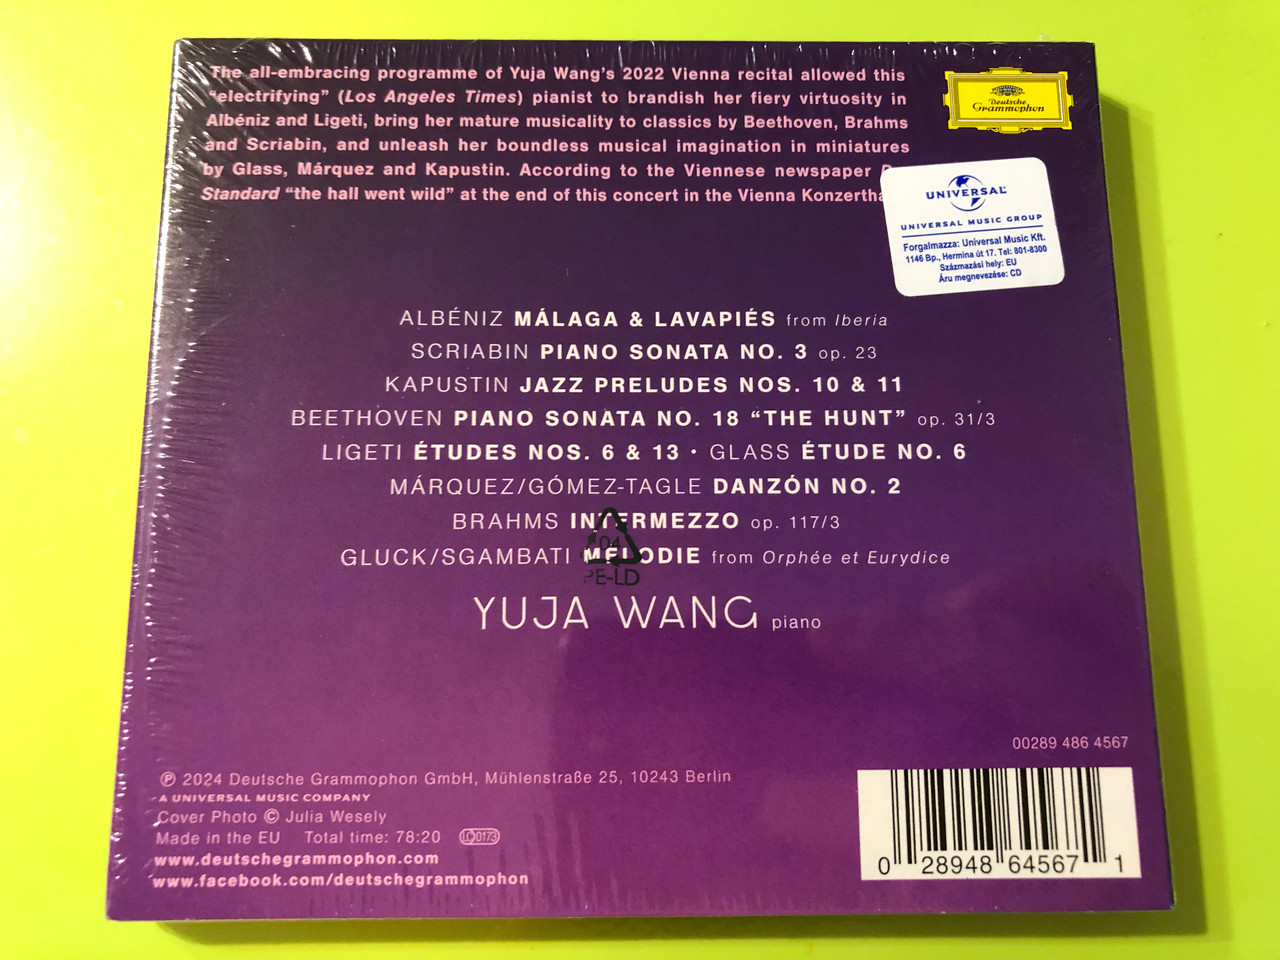 The all-embracing programme of Yuja Wang's 2022 Vienna recital allowed this
“electrifying” (Los Angeles Times) pianist to brandish her fiery virtuosity in
Albéniz and Ligeti, bring her mature musicality to classics by Beethoven, Brahms
and Scriabin, and unleash her boundless musical imagination in miniatures
by Glass, Márquez and Kapustin. According to the Viennese newspaper
Standard “the hall went wild” at the end of this concert in the Vienna
Deutsche
Grammophon
UNIVERSAL
UNIVERSAL MUSIC GROUP
Forgalmazza: Universal Music Kft.
1146 Bp., Hermina út 17. Tel: 801-8300
Százmazási hely: EU
Áru megnevezése: CD
ALBÉNIZ MÁLAGA & LAVAPIÉS from Iberia
SCRIABIN PIANO SONATA NO. 3 op. 23
KAPUSTIN JAZZ PRELUDES NOS. 10 & 11
BEETHOVEN PIANO SONATA NO. 18 “THE HUNT” op. 31/3
LIGETI ÉTUDES NOS. 6 & 13 • GLASS ÉTUDE NO. 6
MÁRQUEZ/GÓMEZ-TAGLE DANZÓN NO. 2
BRAHMS INTERMEZZO op. 117/3
GLUCK/SGAMBATI MÉLODIE from Orphée et Eurydice
04
PE-LD
YUJA WANG piano
00289 486 4567
℗ 2024 Deutsche Grammophon GmbH, Mühlenstraße 25, 10243 Berlin
A UNIVERSAL MUSIC COMPANY
Cover Photo © Julia Wesely
Made in the EU Total time: 78:20 LC 0173
www.deutschegrammophon.com
www.facebook.com/deutschegrammophon
0 28948 64567 1